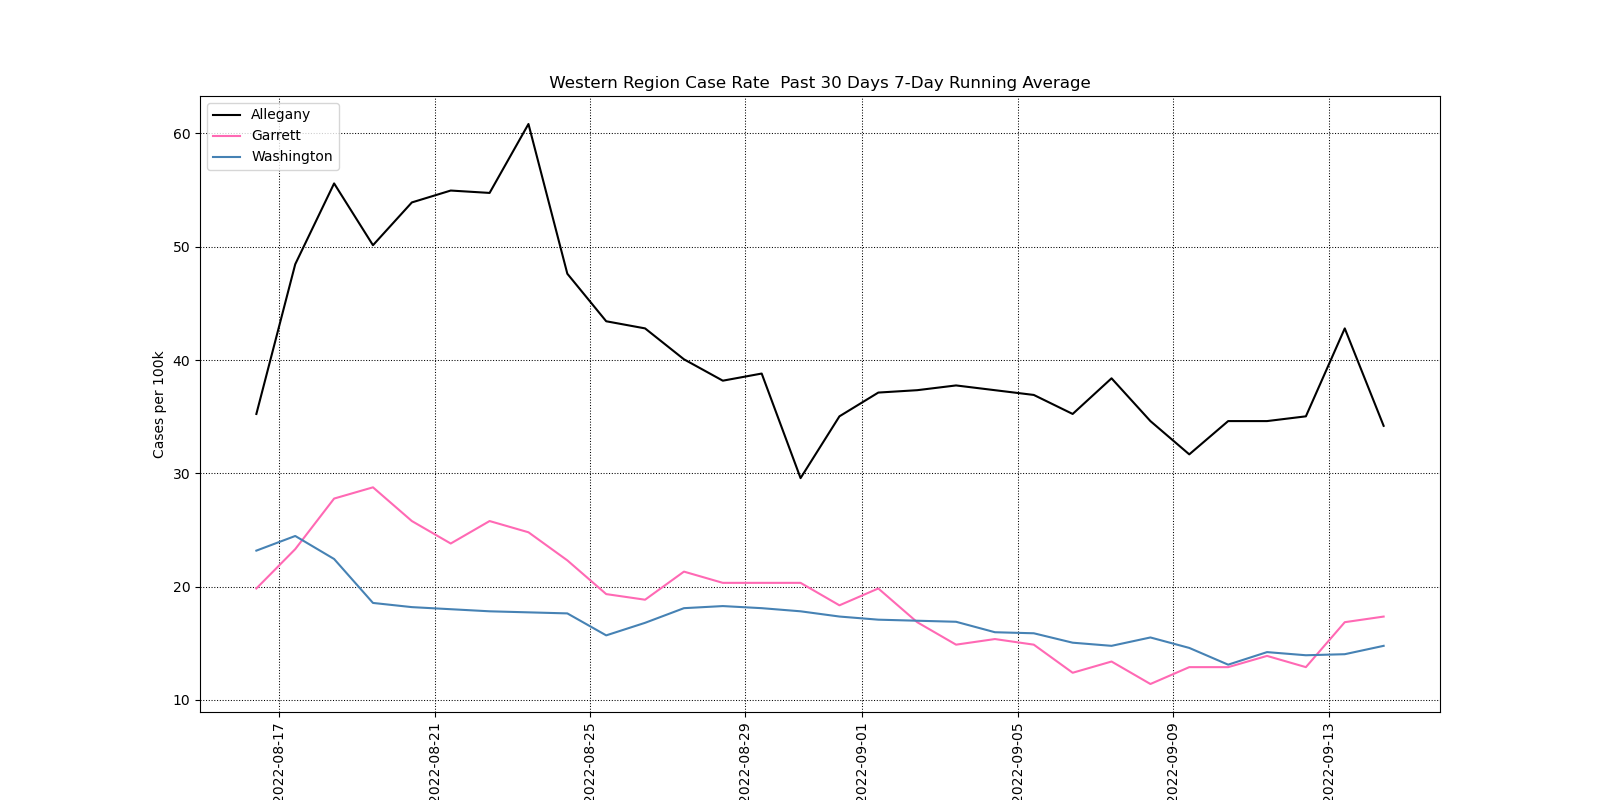 Western Region Case Rate  Past 30 Days 7-Day Running Average
Allegany
Garrett
Washington
Cases per 100k
60
50
40
30
20
10
2022-08-17
2022-08-21
2022-08-25
2022-08-29
2022-09-01
2022-09-05
2022-09-09
2022-09-13